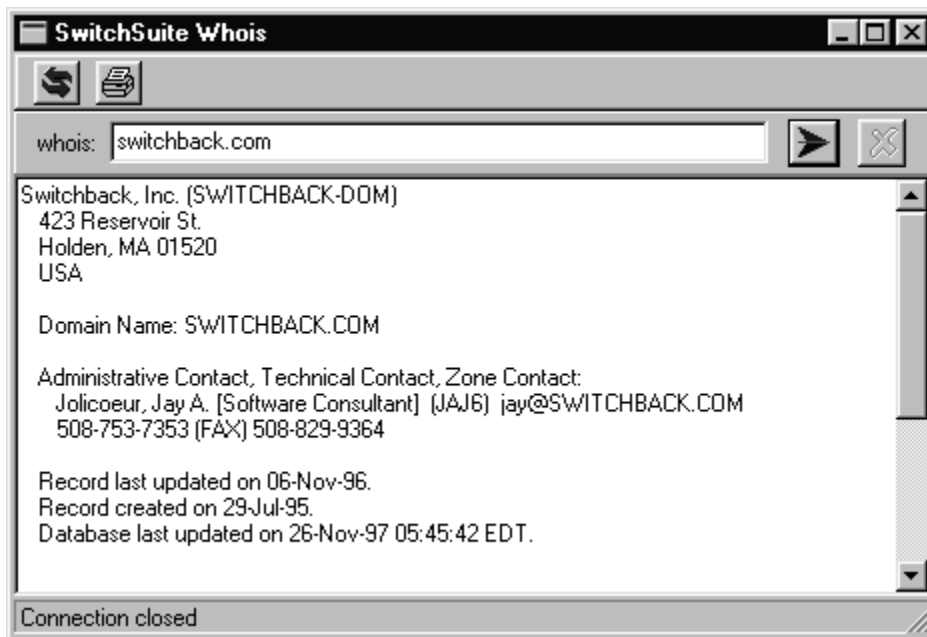 SwitchSuite Whois
whois: switchback.com
Switchback, Inc. (SWITCHBACK-DOM)
423 Reservoir St.
Holden, MA 01520
USA
Domain Name: SWITCHBACK.COM
Administrative Contact, Technical Contact, Zone Contact:
Jolicoeur, Jay A. [Software Consultant] (JAJ6) jay@SWITCHBACK.COM
508-753-7353 (FAX) 508-829-9364
Record last updated on 06-Nov-96.
Record created on 29-Jul-95.
Database last updated on 26-Nov-97 05:45:42 EDT.
Connection closed